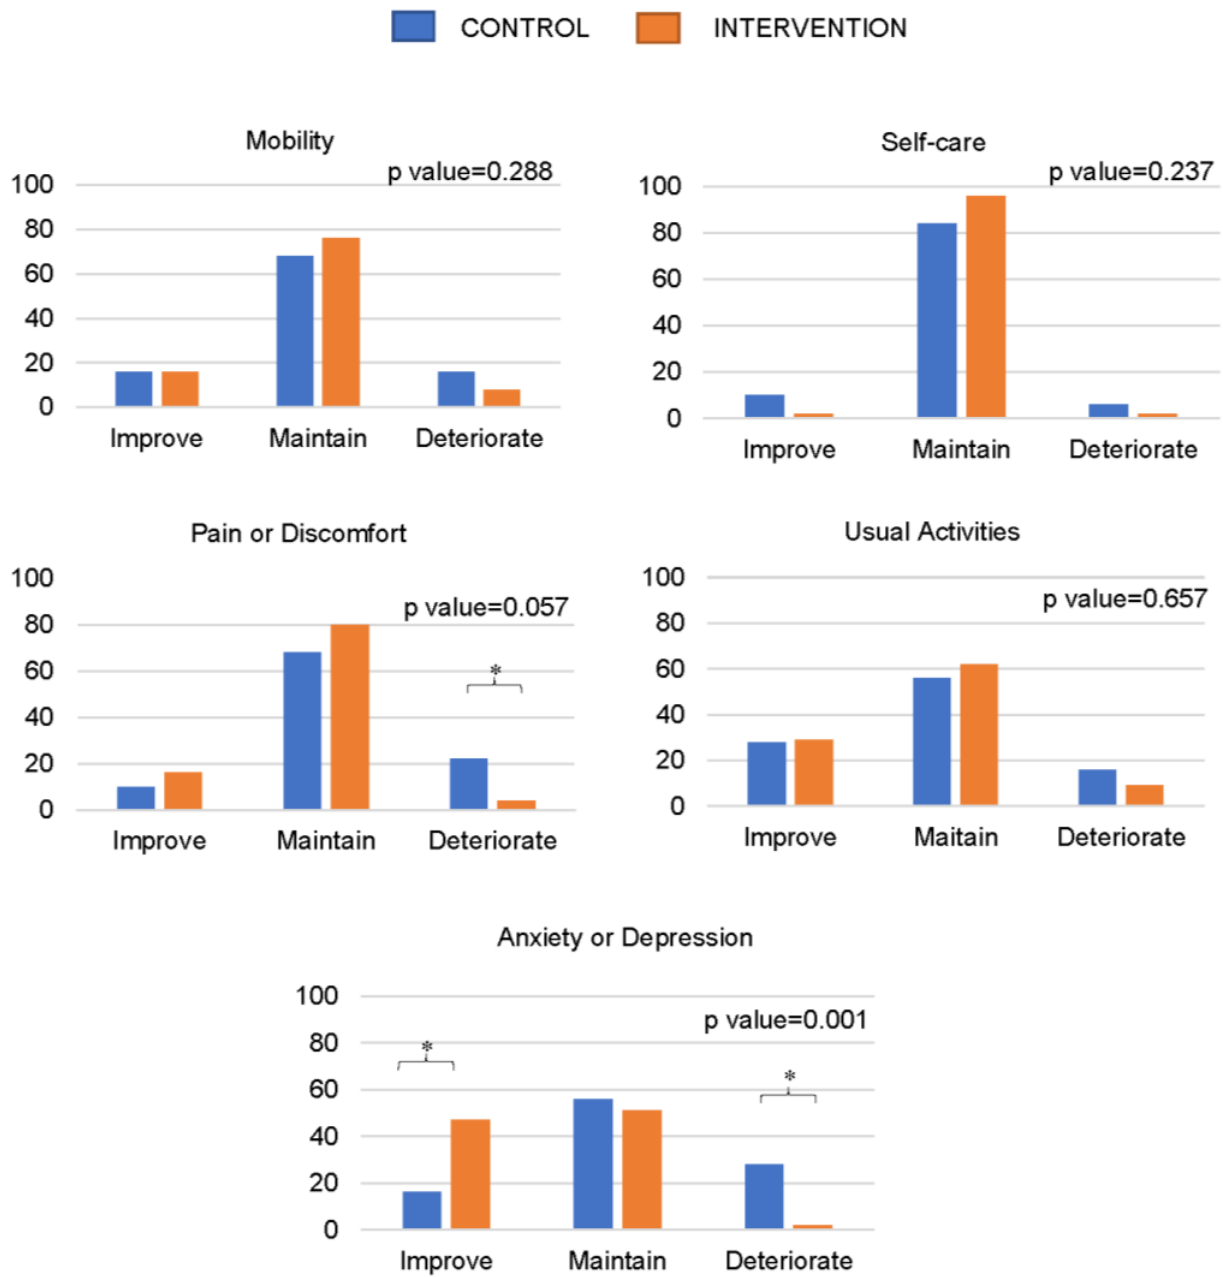 CONTROL INTERVENTION
Mobility
p value=0.288
100
80
60
40
20
0
Improve Maintain Deteriorate
Self-care
p value=0.237
100
80
60
40
20
0
Improve Maintain Deteriorate
Pain or Discomfort
100
p value=0.057
80
60
*
40
20
0
Improve Maintain Deteriorate
Usual Activities
100
p value=0.657
80
60
40
20
0
Improve Maitain Deteriorate
Anxiety or Depression
100
p value=0.001
80
*
*
60
40
20
0
Improve Maintain Deteriorate